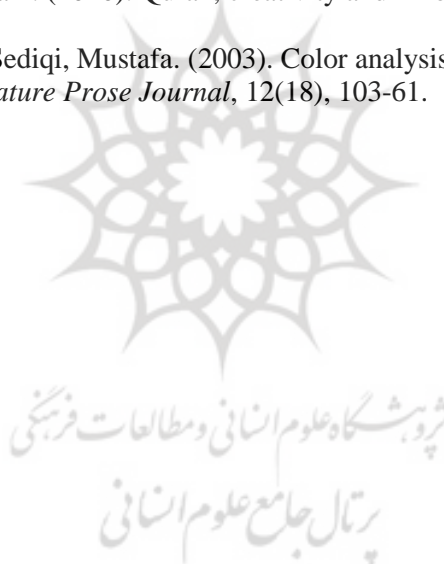 Sediqi, Mustafa. (2003). Color analysis
ature Prose Journal, 12(18), 103-61.
پژوهشگاه علوم انسانی و مطالعات فرهنگی
پرتال جامع علوم انسانی